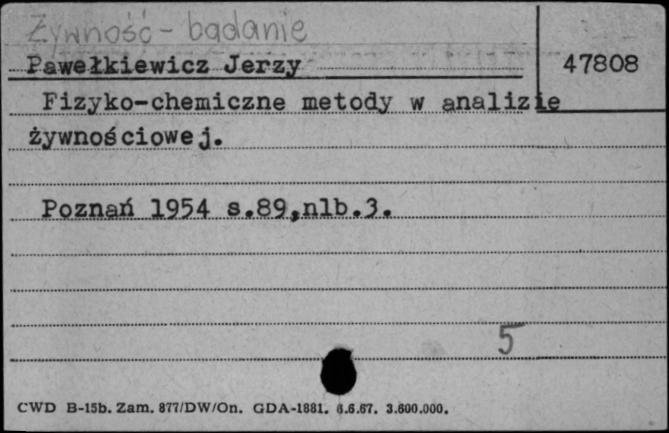 Żywność - badanie
Pawełkiewicz Jerzy 47808
Fizyko-chemiczne metody w analizie
żywnościowej.
Poznań 1954 s.89,nlb.3.
5
CWD B-15b. Zam. 877/DW/On. GDA-1881. 6.6.67. 3.600.000.